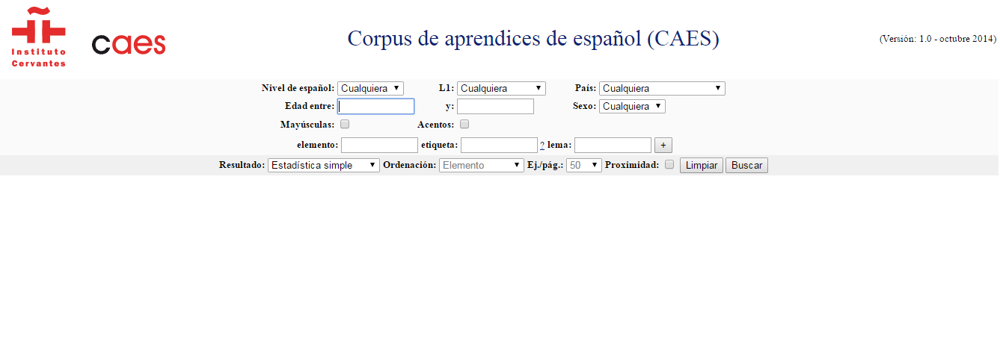 Instituto
Cervantes
caes
Corpus de aprendices de español (CAES)
(Versión: 1.0 - octubre 2014)
Nivel de español: Cualquiera L1: Cualquiera País: Cualquiera
Edad entre: y: Sexo: Cualquiera
Mayúsculas: Acentos:
elemento: etiqueta: ? lema: +
Resultado: Estadística simple Ordenación: Elemento Ej./pág.: 50 Proximidad: Limpiar Buscar